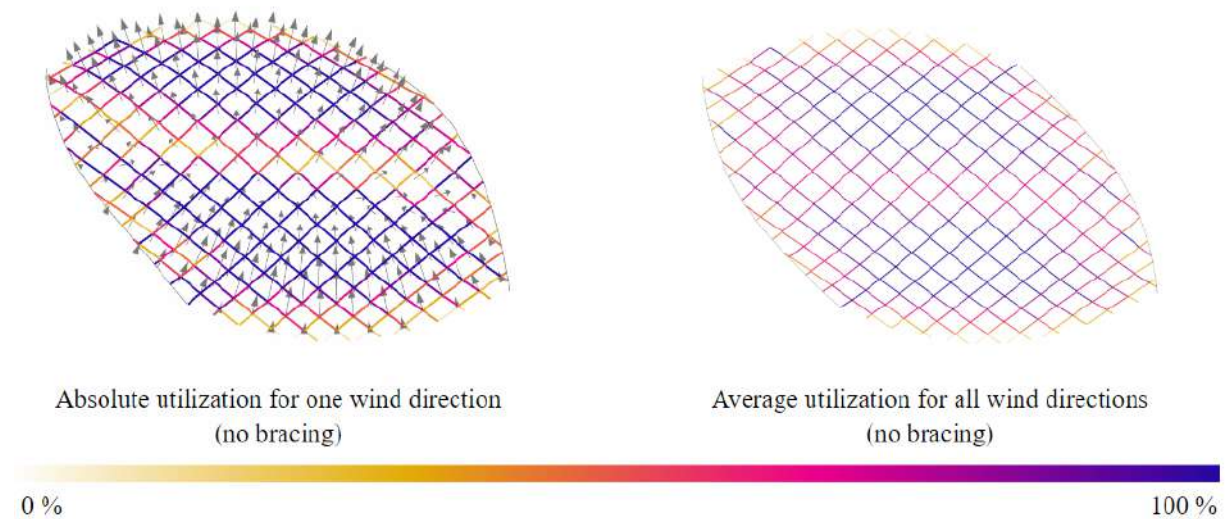 Absolute utilization for one wind direction
(no bracing)
Average utilization for all wind directions
(no bracing)
0 %
100 %